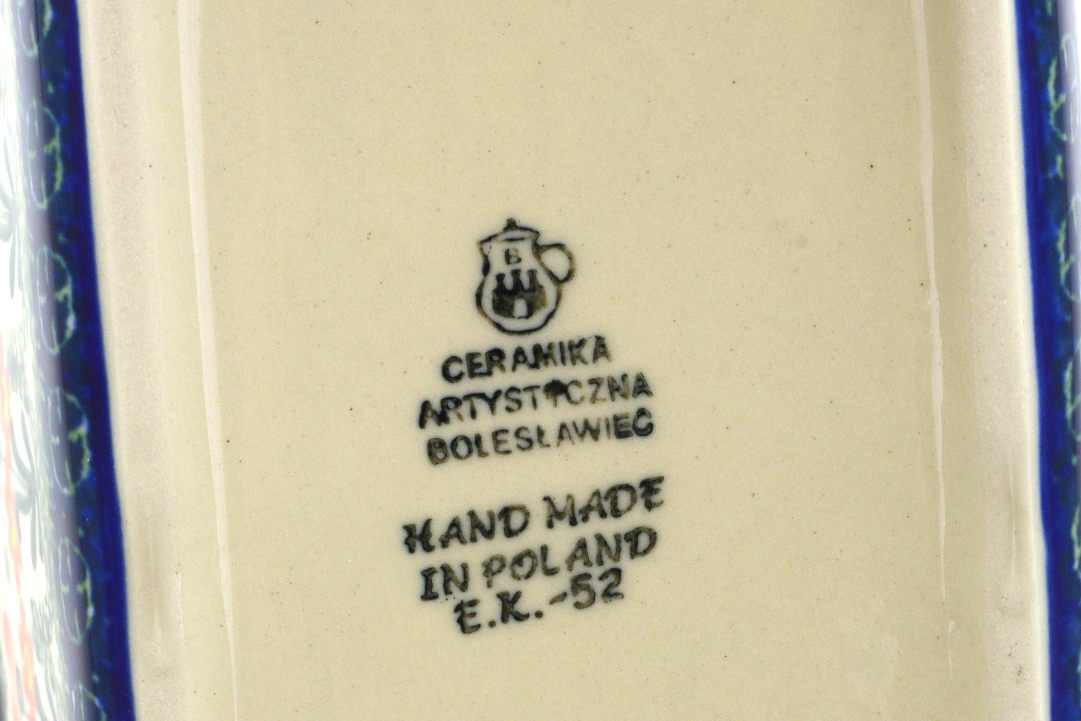 B
CERAMIKA
ARTYSTYCZNA
BOLESŁAWIEC
HAND MADE
IN POLAND
E.K.-52